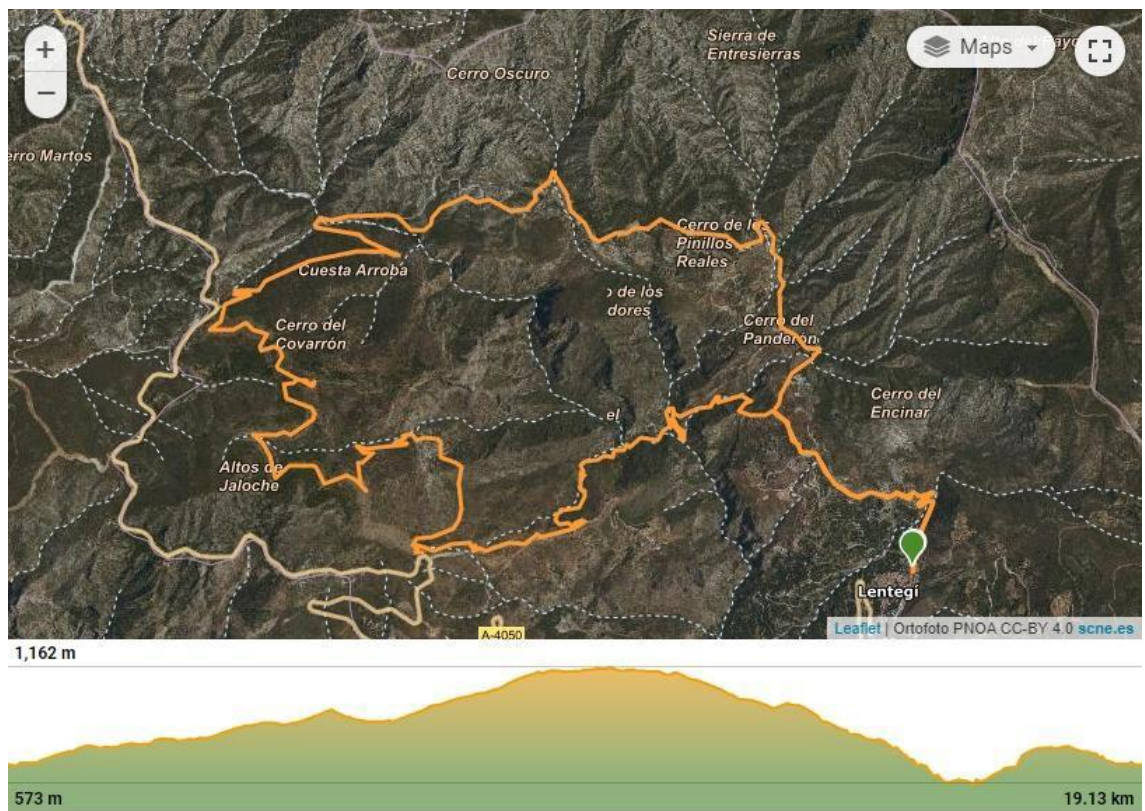 +
Sierra de
Entresierras
Maps
Cerro Oscuro
−
erro Martos
Cerro de los
Pinillos
Reales
Cuesta Arroba
o de los
dores
Cerro del
Covarrón
Cerro del
Panderón
Cerro del
Encinar
el
Altos de
Jaloche
Lentegí
A-4050
Leaflet | Ortofoto PNOA CC-BY 4.0 scne.es
1,162 m
573 m
19.13 km